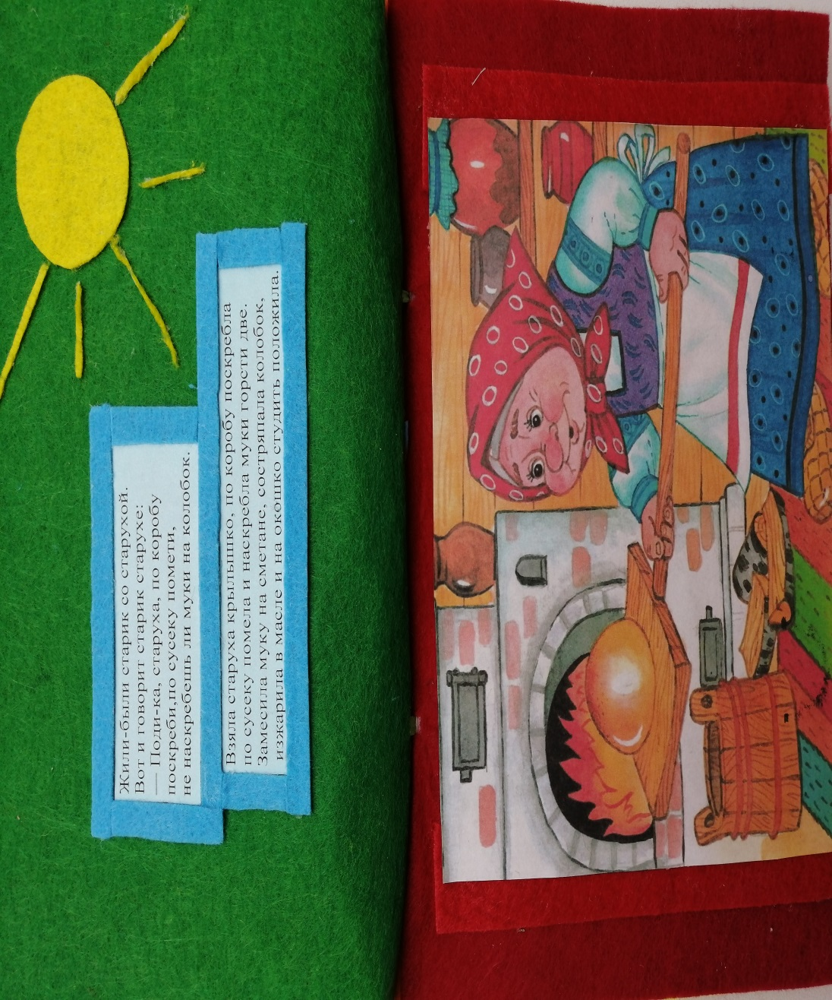 Жили-были старик со старухой.
Вот и говорит старик старухе:
— Поди-ка, старуха, по коробу
поскреби,по сусеку помети,
не наскребешь ли муки на колобок.
Взяла старуха крылышко, по коробу поскребла
по сусеку помела и наскребла муки горсти две.
Замесила муку на сметане, состряпала колобок,
изжарила в масле и на окошко студить положила.